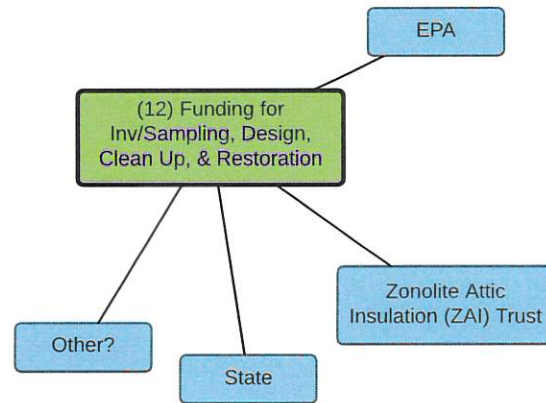 EPA
(12) Funding for
Inv/Sampling, Design,
Clean Up, & Restoration
Zonolite Attic
Insulation (ZAI) Trust
Other?
State